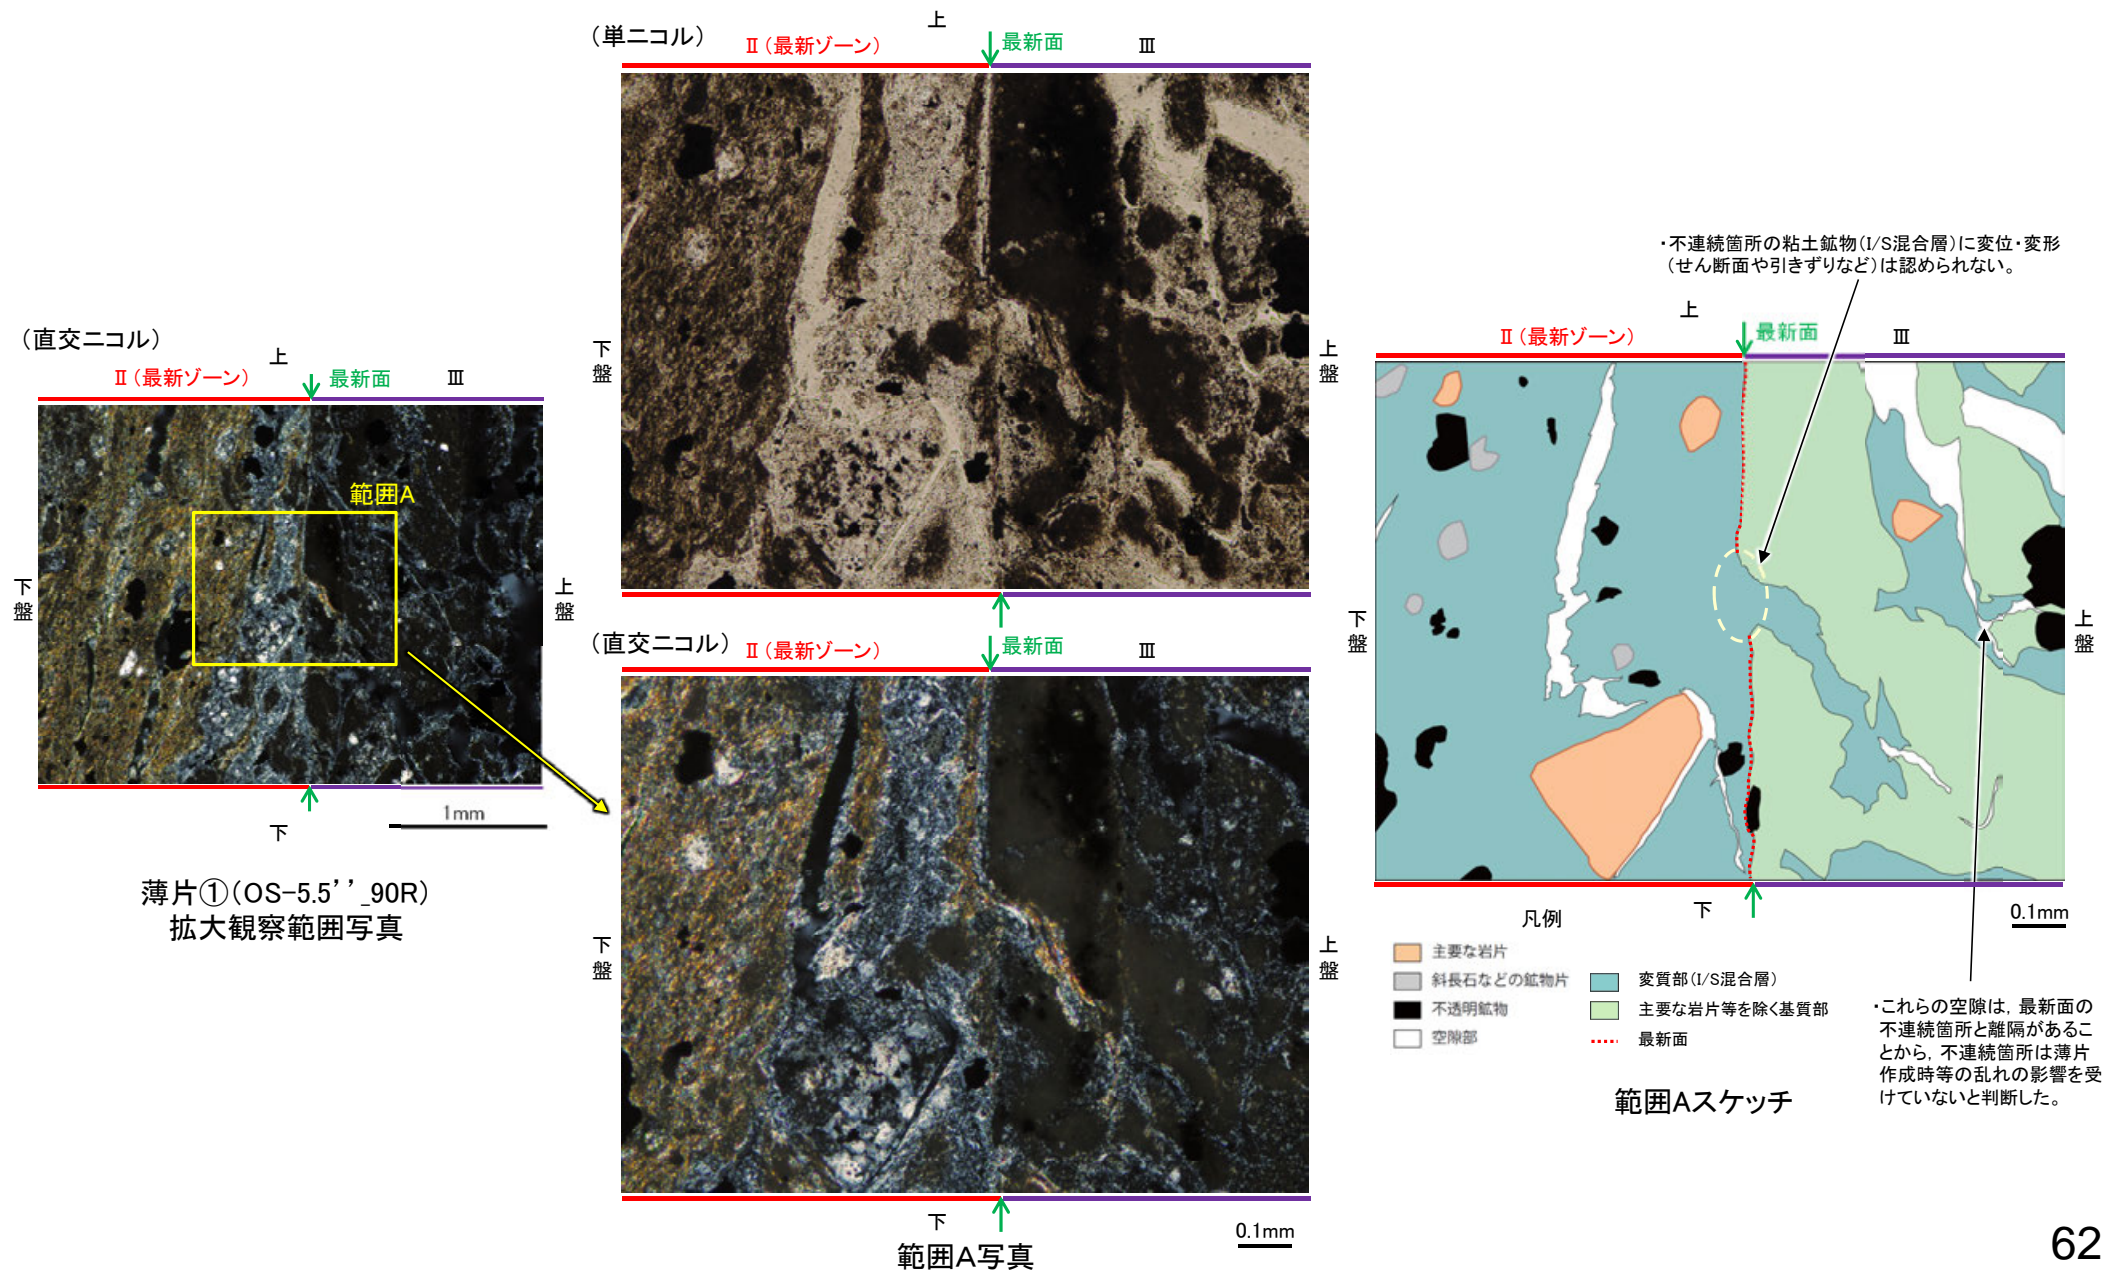 （直交ニコル）
上
Ⅱ（最新ゾーン）
最新面
Ⅲ
範囲A
下盤
上盤
1mm
下
薄片①（OS-5.5’’_90R）
拡大観察範囲写真
（単ニコル）
上
Ⅱ（最新ゾーン）
最新面
Ⅲ
下盤
上盤
（直交ニコル）
Ⅱ（最新ゾーン）
最新面
Ⅲ
下盤
上盤
下
0.1mm
範囲A写真
・不連続箇所の粘土鉱物（I/S混合層）に変位・変形
（せん断面や引きずりなど）は認められない。
上
Ⅱ（最新ゾーン）
最新面
Ⅲ
下盤
上盤
下
0.1mm
凡例
主要な岩片
斜長石などの鉱物片
不透明鉱物
空隙部
変質部（I/S混合層）
主要な岩片等を除く基質部
最新面
範囲Aスケッチ
・これらの空隙は，最新面の
不連続箇所と離隔があるこ
とから，不連続箇所は薄片
作成時等の乱れの影響を受
けていないと判断した。
62